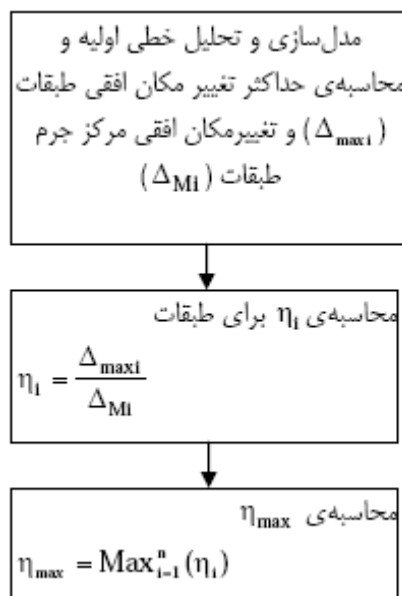 مدل‌سازی و تحلیل خطی اولیه و
محاسبه‌ی حداکثر تغییر مکان افقی طبقات
(Δmaxi) و تغییرمکان افقی مرکز جرم
طبقات (ΔMi)
محاسبه‌ی ηi برای طبقات
ηi = Δmaxi / ΔMi
محاسبه‌ی ηmax
ηmax = Max i=1 n (ηi)